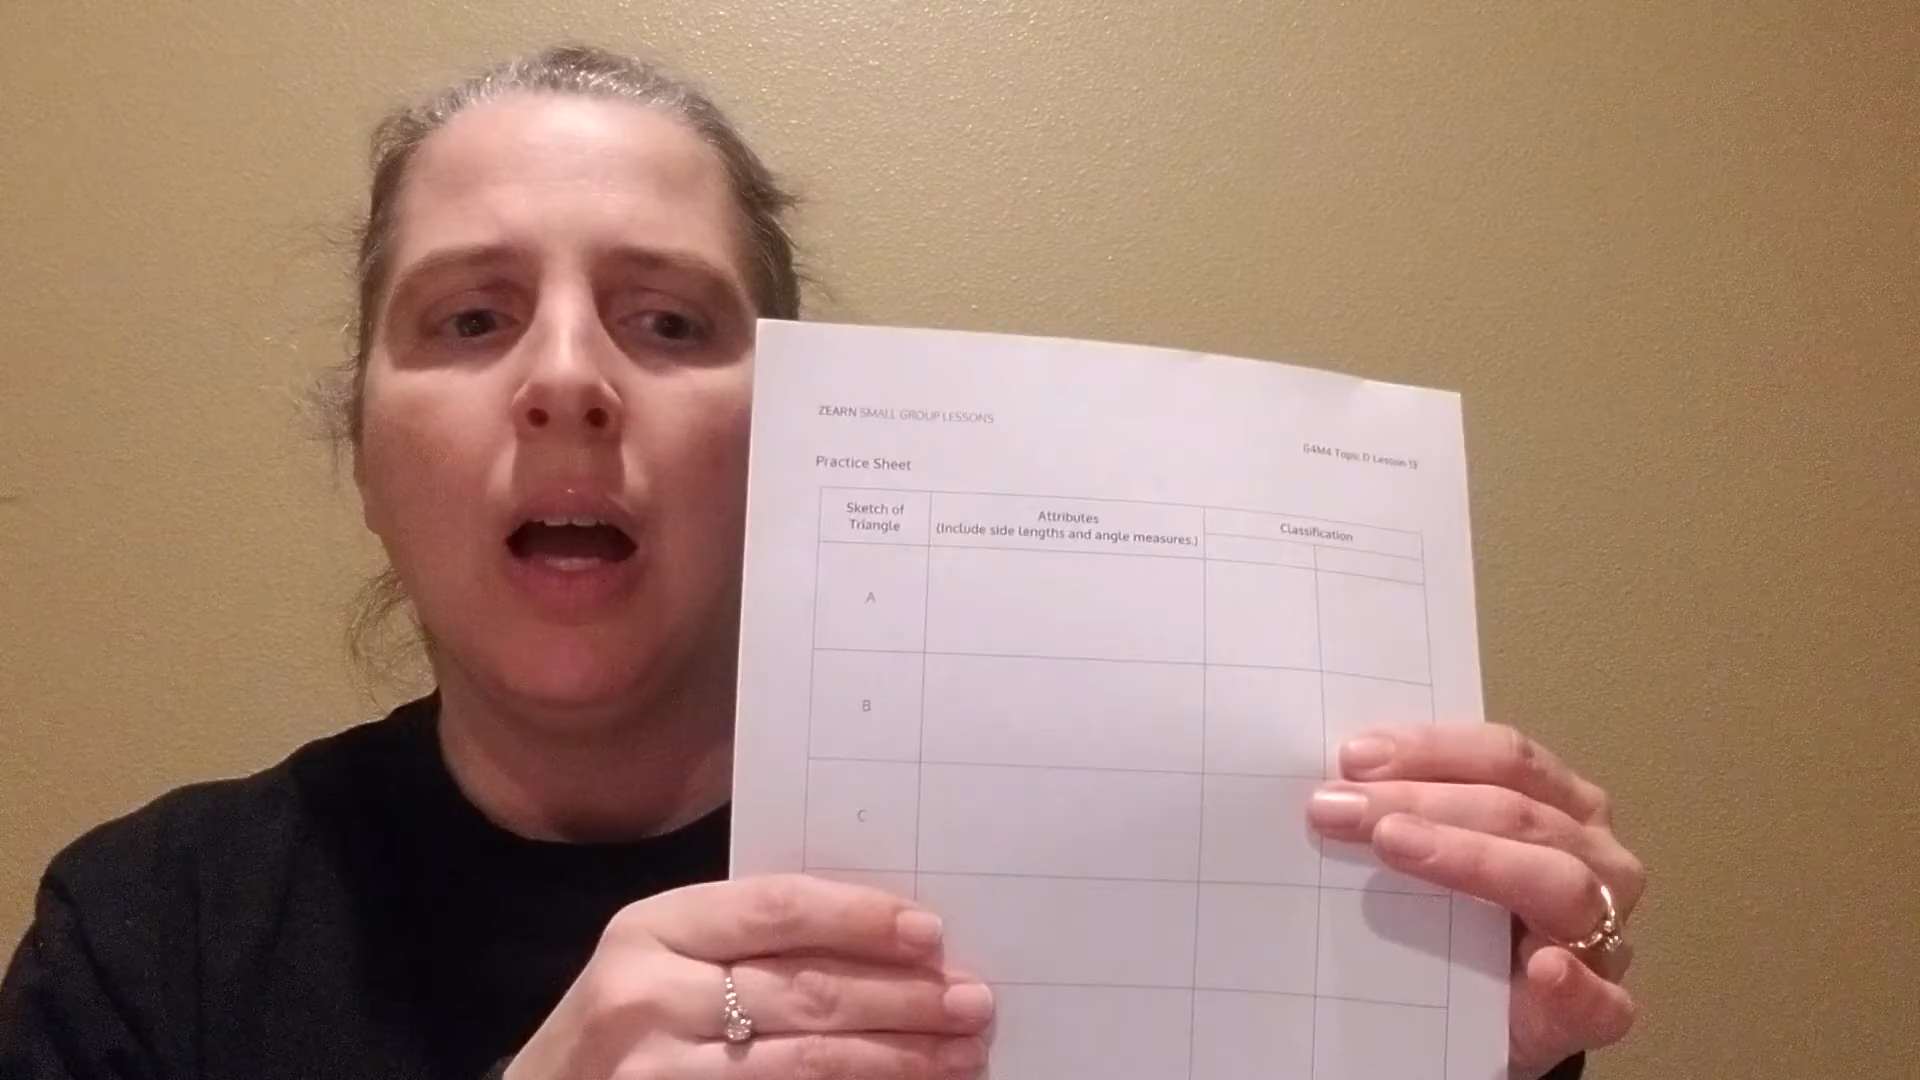 ZEARN SMALL GROUP LESSONS
G4M4 Topic D Lesson 13
Practice Sheet
Sketch of
Triangle
Attributes
(Include side lengths and angle measures.)
Classification
A
B
C